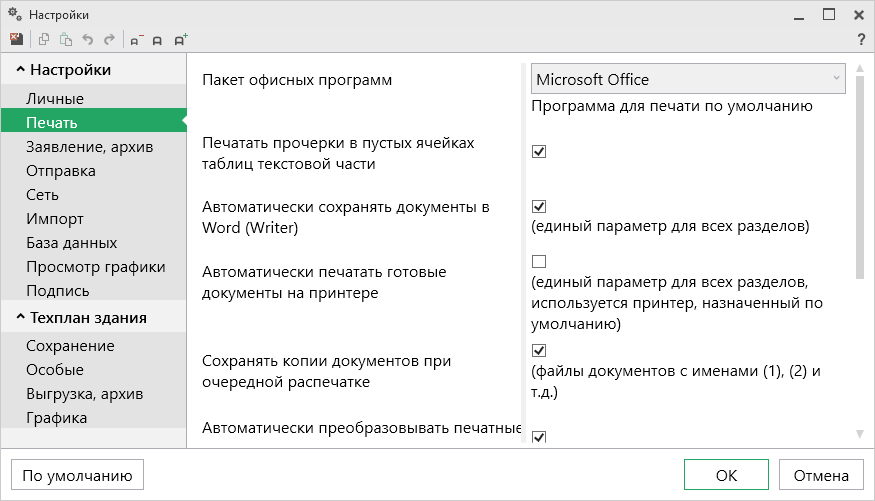 Настройки
а⁻ а а⁺ ?
Настройки
Личные
Печать
Заявление, архив
Отправка
Сеть
Импорт
База данных
Просмотр графики
Подпись
Техплан здания
Сохранение
Особые
Выгрузка, архив
Графика
Пакет офисных программ
Microsoft Office
Программа для печати по умолчанию
Печатать прочерки в пустых ячейках
таблиц текстовой части
Автоматически сохранять документы в
Word (Writer)
(единый параметр для всех разделов)
Автоматически печатать готовые
документы на принтере
(единый параметр для всех разделов,
используется принтер, назначенный по
умолчанию)
Сохранять копии документов при
очередной распечатке
(файлы документов с именами (1), (2) и
т.д.)
Автоматически преобразовывать печатные
По умолчанию
ОК
Отмена